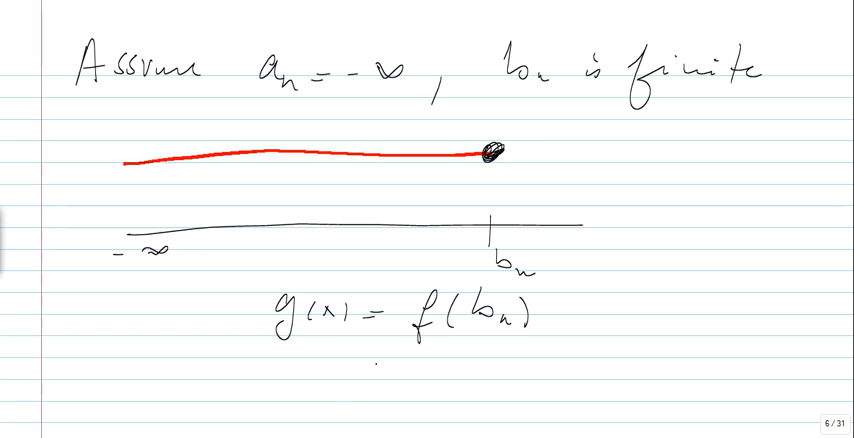 Assume aₙ = - ∞, bₙ is finite
- ∞
bₙ
g(x) = f(bₙ)
6 / 31